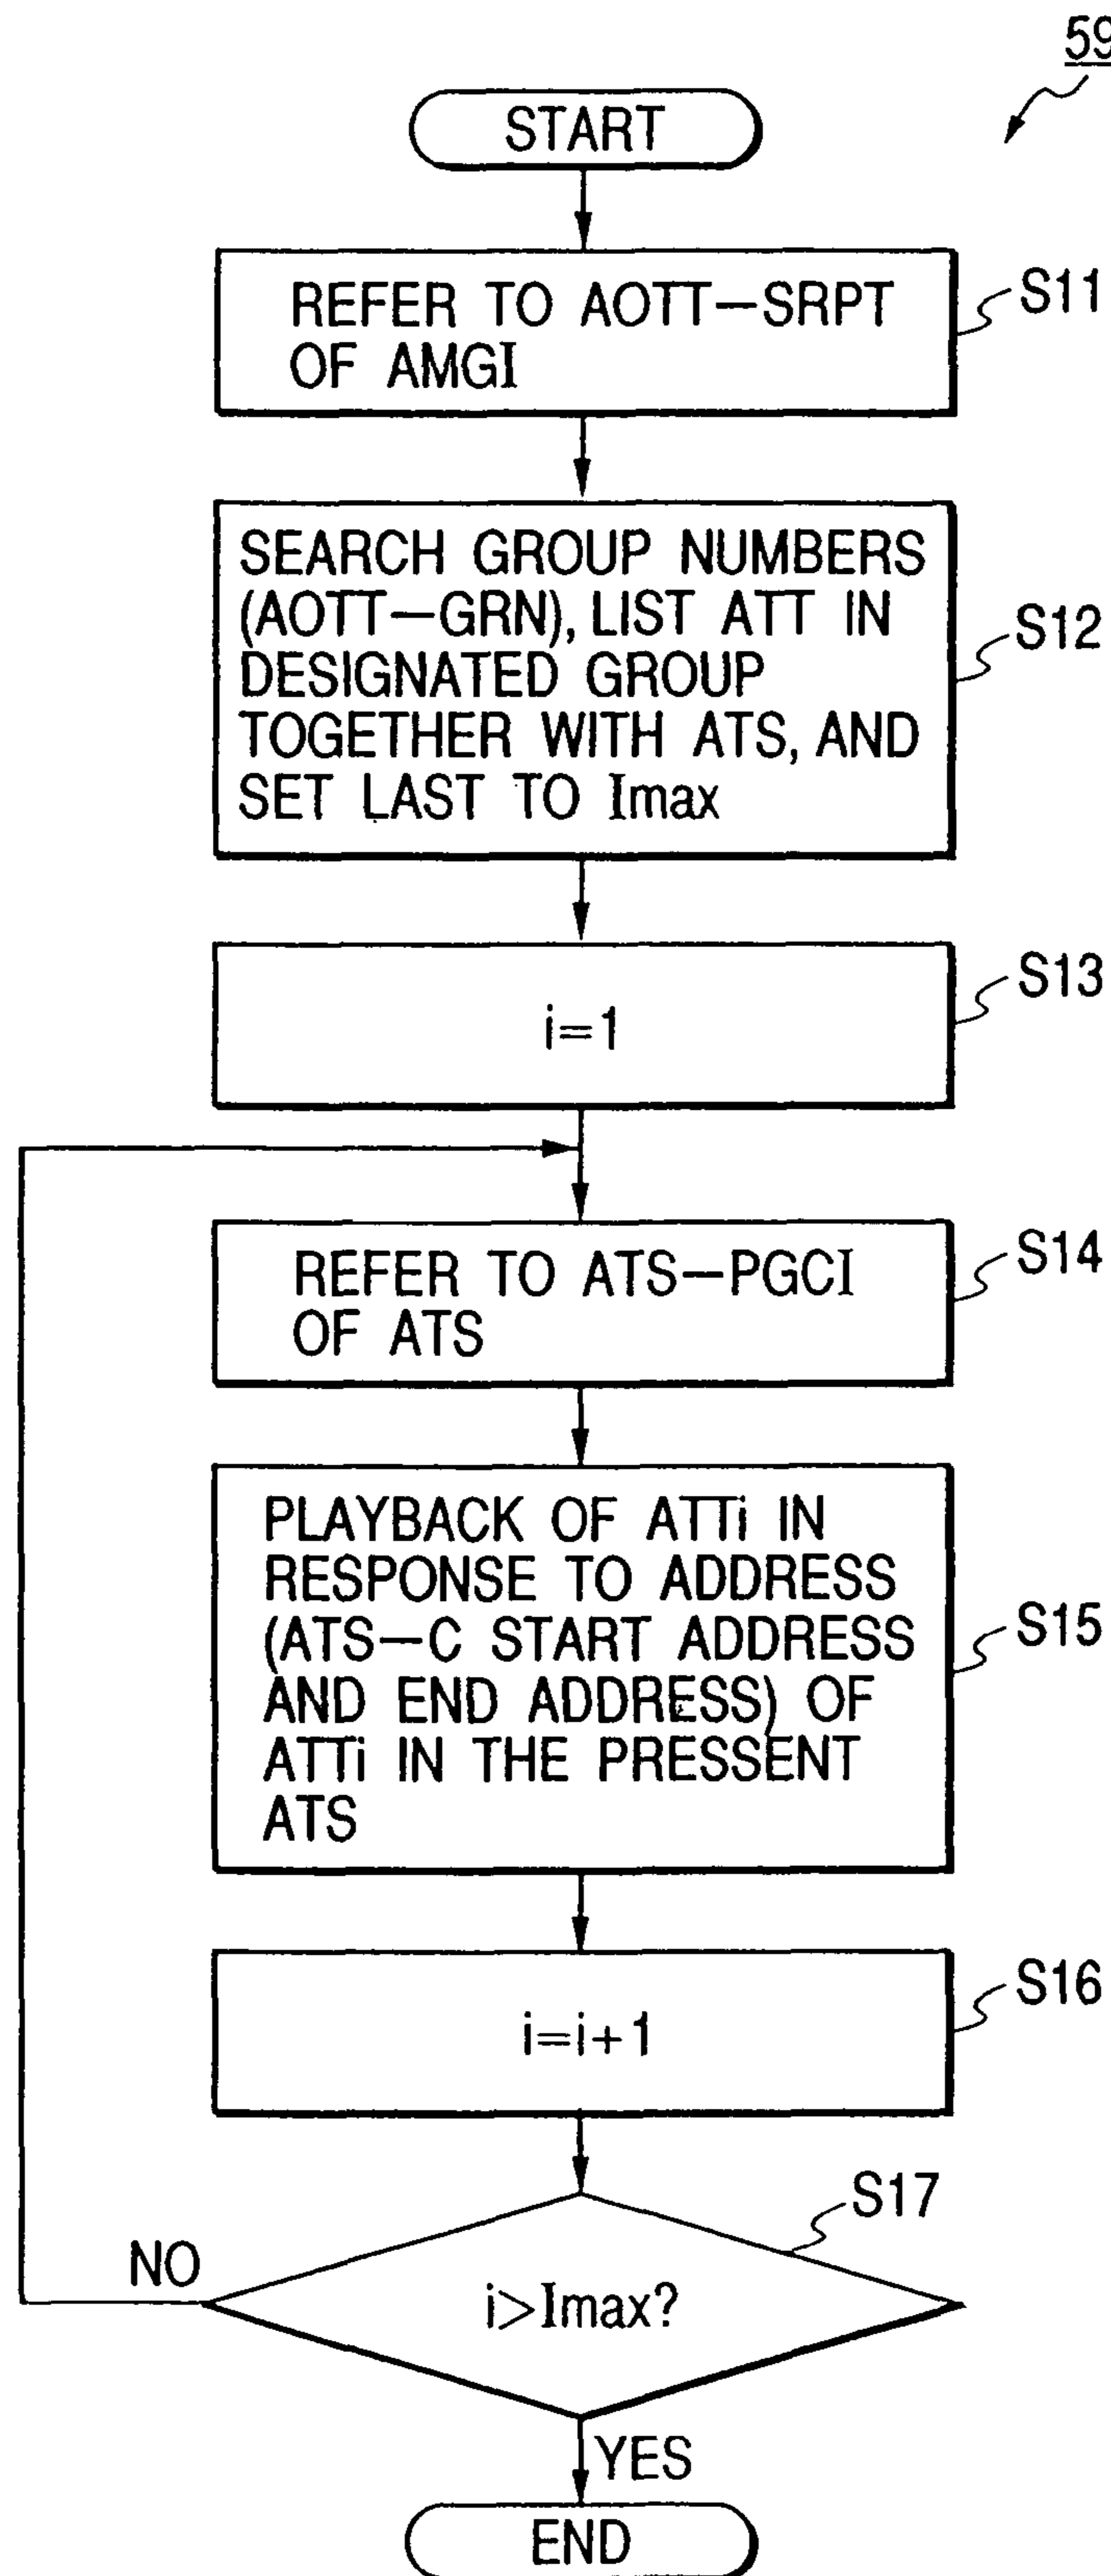 59
START
REFER TO AOTT-SRPT
OF AMGI
S11
SEARCH GROUP NUMBERS
(AOTT-GRN), LIST ATT IN
DESIGNATED GROUP
TOGETHER WITH ATS, AND
SET LAST TO Imax
S12
i=1
S13
REFER TO ATS-PGCI
OF ATS
S14
PLAYBACK OF ATTi IN
RESPONSE TO ADDRESS
(ATS-C START ADDRESS
AND END ADDRESS) OF
ATTi IN THE PRESSENT
ATS
S15
i=i+1
S16
S17
NO
i>Imax?
YES
END